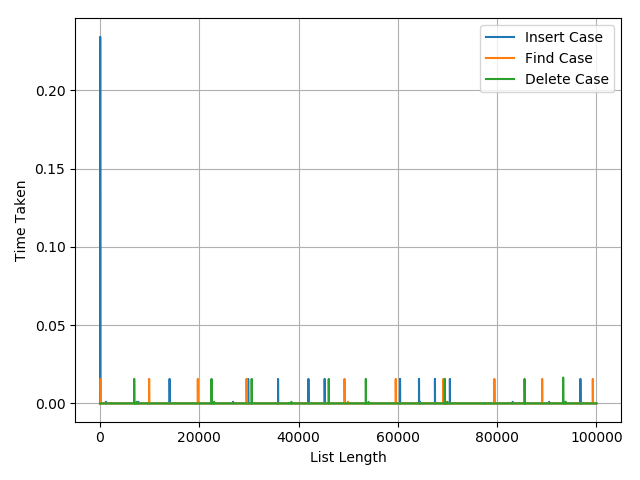 Insert Case
Find Case
Delete Case
0.20
0.15
0.10
0.05
0.00
Time Taken
0 20000 40000 60000 80000 100000
List Length